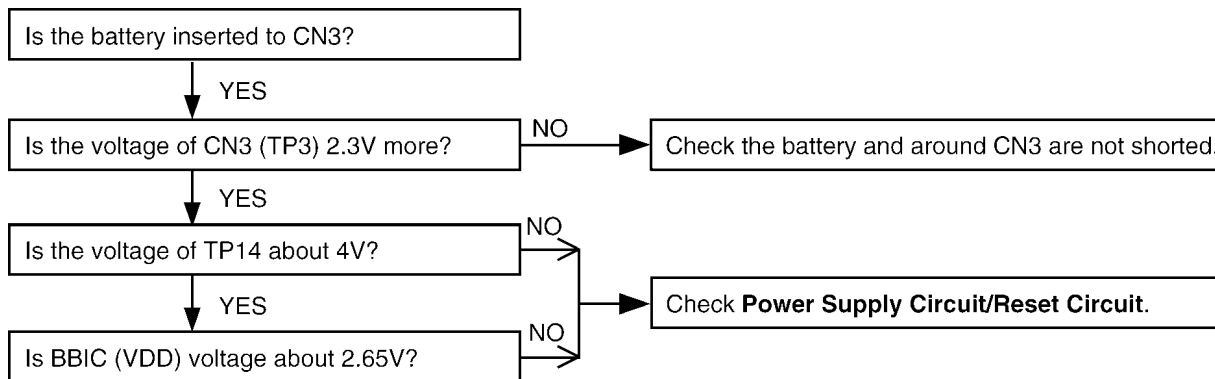 Is the battery inserted to CN3?
YES
Is the voltage of CN3 (TP3) 2.3V more?
NO
Check the battery and around CN3 are not shorted.
YES
Is the voltage of TP14 about 4V?
NO
YES
Check Power Supply Circuit/Reset Circuit.
NO
Is BBIC (VDD) voltage about 2.65V?